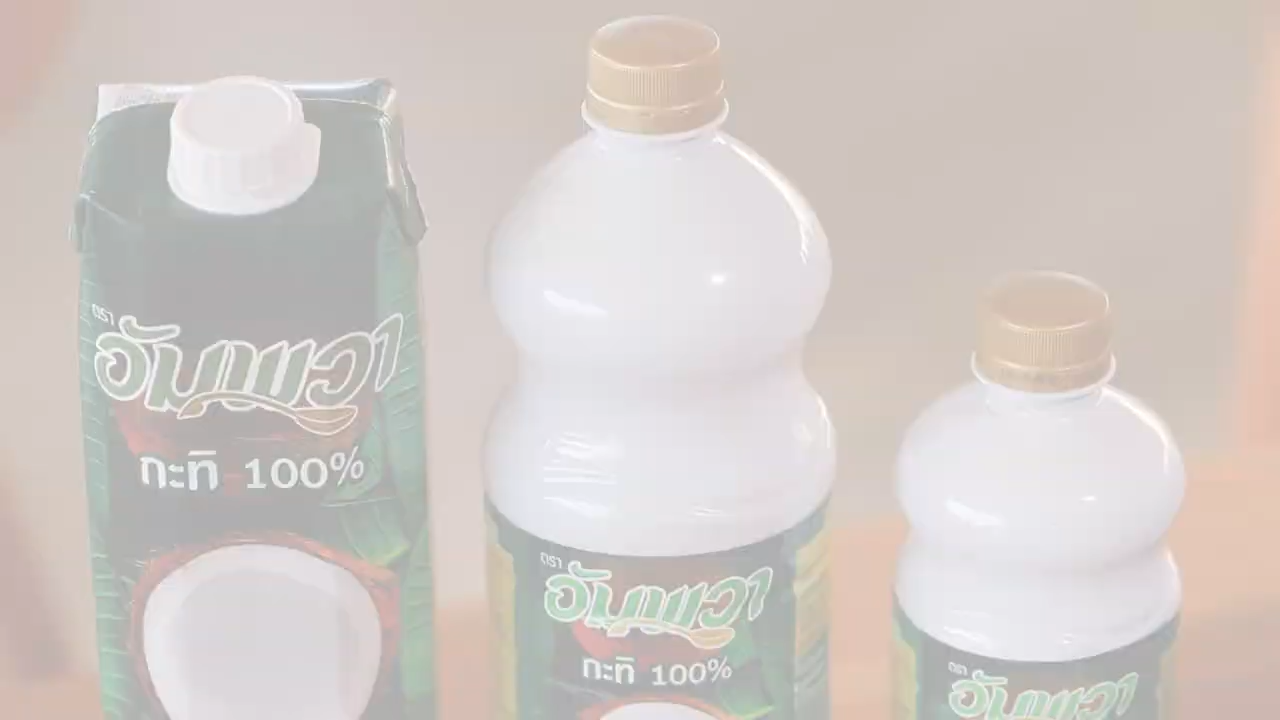 ตรา
อัมพวา
กะทิ 100%
ตรา
อัมพวา
กะทิ 100%
ตรา
อัมพวา